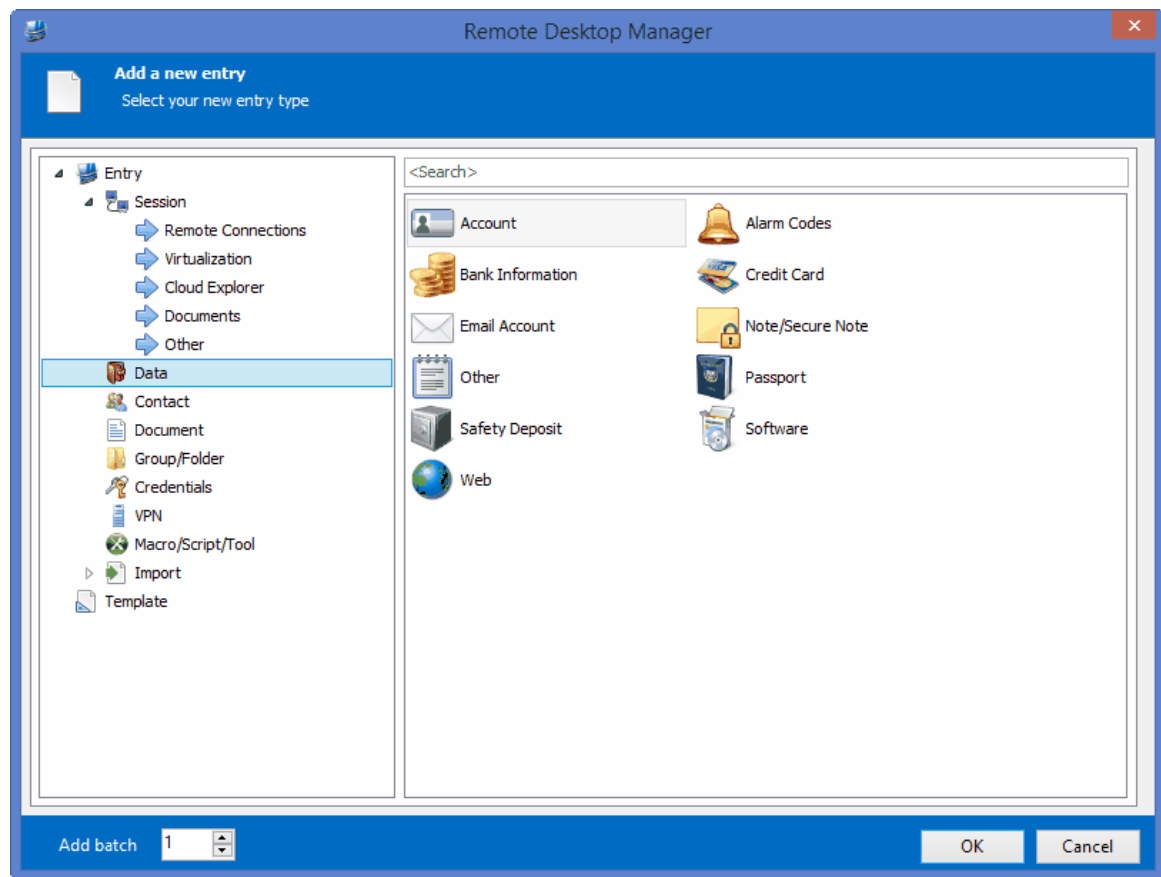 Remote Desktop Manager
Add a new entry
Select your new entry type
Entry
Session
Remote Connections
Virtualization
Cloud Explorer
Documents
Other
Data
Contact
Document
Group/Folder
Credentials
VPN
Macro/Script/Tool
Import
Template
<Search>
Account
Alarm Codes
Bank Information
Credit Card
Email Account
Note/Secure Note
Other
Passport
Safety Deposit
Software
Web
Add batch 1
OK
Cancel